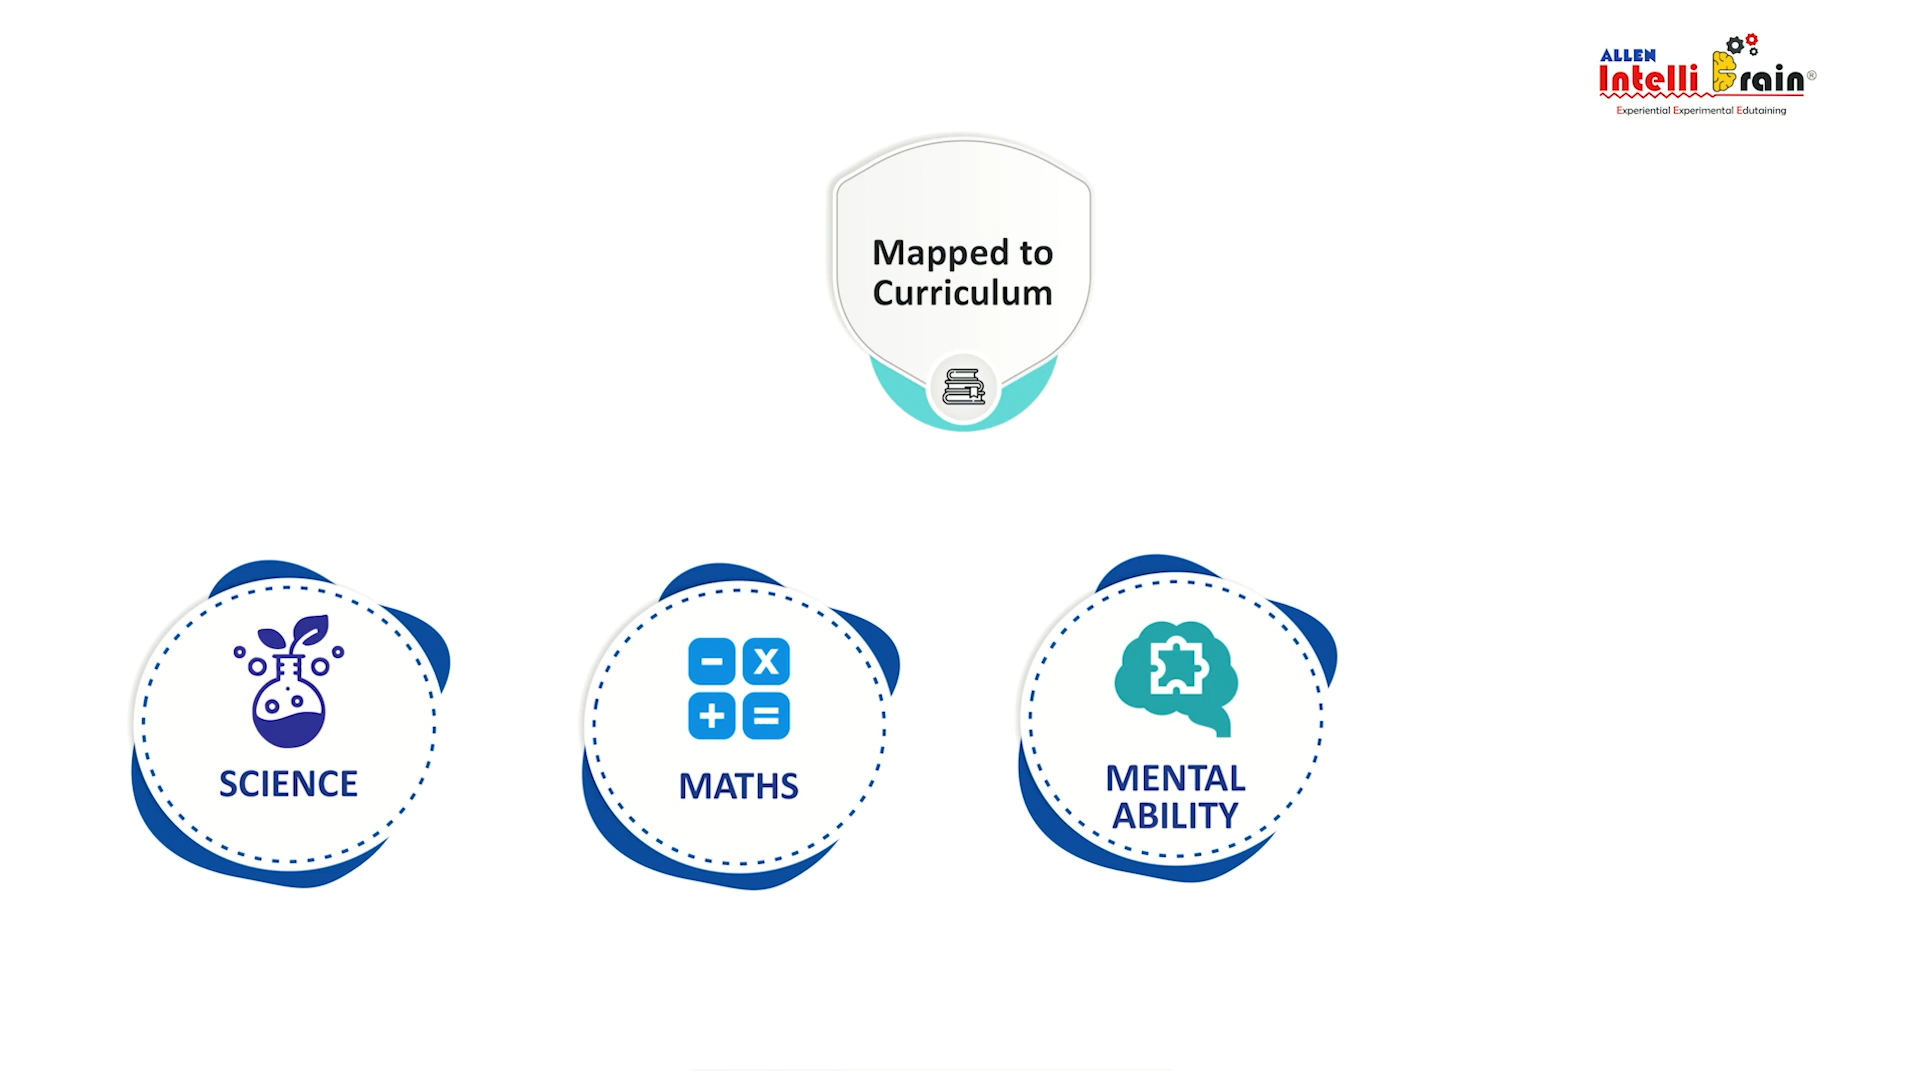 ALLEN
Intelli Brain®
Experiential Experimental Edutaining
Mapped to
Curriculum
SCIENCE
MATHS
MENTAL
ABILITY